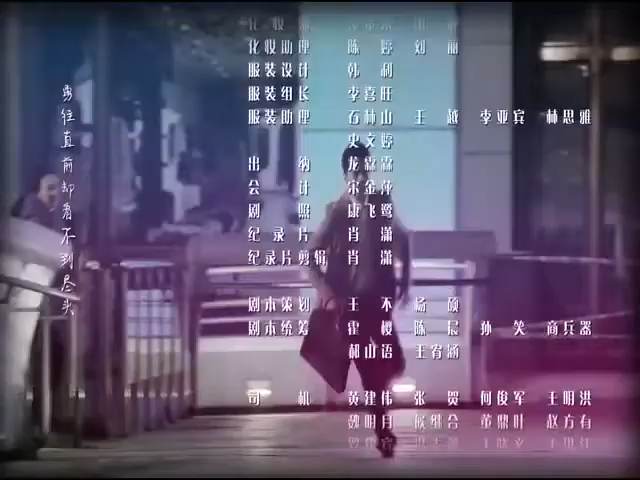 勇往直前却看不到尽头
化妆助理 陈婷 刘丽
服装设计 韩利
服装组长 李喜旺
服装助理 石林山 王越 李亚宾 林思雅
史文婷
出纳 龙霖霖
会计 宋金萍
剧照 康飞鹭
纪录片 肖潇
纪录片剪辑 肖潇
剧本策划 王不 杨硕
剧本统筹 霍樱 陈晨 孙笑 商兵器
郝山语 王宥涵
司机 黄建伟 张贺 何俊军 王明洪
魏明月 侯继合 董鼎叶 赵方有